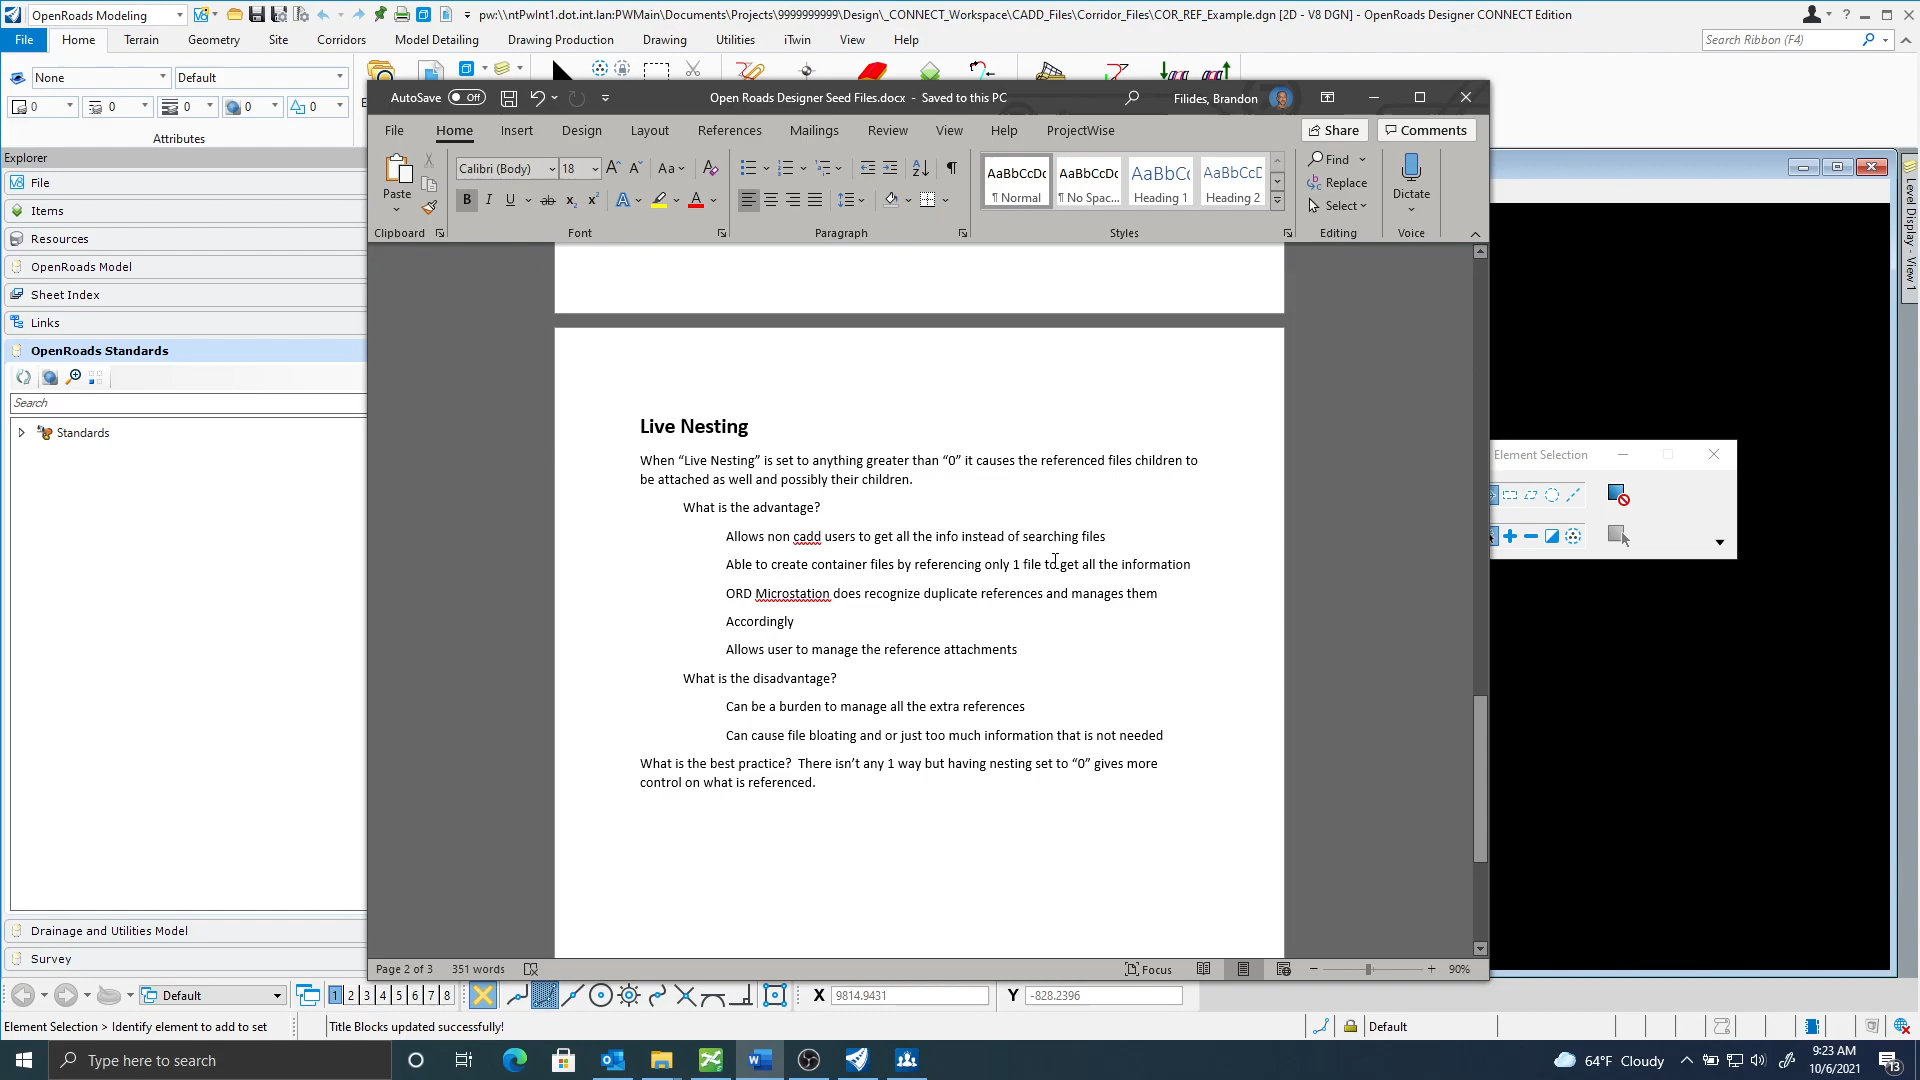 OpenRoads Modeling
pw:\\ntPwInt1.dot.int.lan:PWMain\Documents\Projects\9999999999\Design\_CONNECT_Workspace\CADD_Files\Corridor_Files\COR_REF_Example.dgn [2D - V8 DGN] - OpenRoads Designer CONNECT Edition
File Home Terrain Geometry Site Corridors Model Detailing Drawing Production Drawing Utilities iTwin View Help
Search Ribbon (F4)
None Default
0 0 0 0 0
Attributes
Explorer
File
Items
Resources
OpenRoads Model
Sheet Index
Links
OpenRoads Standards
Search
Standards
Drainage and Utilities Model
Survey
AutoSave Off
Open Roads Designer Seed Files.docx - Saved to this PC
Filides, Brandon
File Home Insert Design Layout References Mailings Review View Help ProjectWise
Share Comments
Paste
Calibri (Body) 18
Clipboard Font Paragraph Styles Editing Voice
AaBbCcDc ¶ Normal
AaBbCcDc ¶ No Spac...
AaBbCc Heading 1
AaBbCcD Heading 2
Find
Replace
Select
Dictate
Live Nesting
When “Live Nesting” is set to anything greater than “0” it causes the referenced files children to
be attached as well and possibly their children.
What is the advantage?
Allows non cadd users to get all the info instead of searching files
Able to create container files by referencing only 1 file to get all the information
ORD Microstation does recognize duplicate references and manages them
Accordingly
Allows user to manage the reference attachments
What is the disadvantage?
Can be a burden to manage all the extra references
Can cause file bloating and or just too much information that is not needed
What is the best practice?  There isn’t any 1 way but having nesting set to “0” gives more
control on what is referenced.
Page 2 of 3 351 words
Focus
90%
Level Display - View 1
Element Selection
Default
1 2 3 4 5 6 7 8
X 9814.9431 Y -828.2396
Element Selection > Identify element to add to set
Title Blocks updated successfully!
Default
Type here to search
64°F Cloudy
9:23 AM
10/6/2021
13